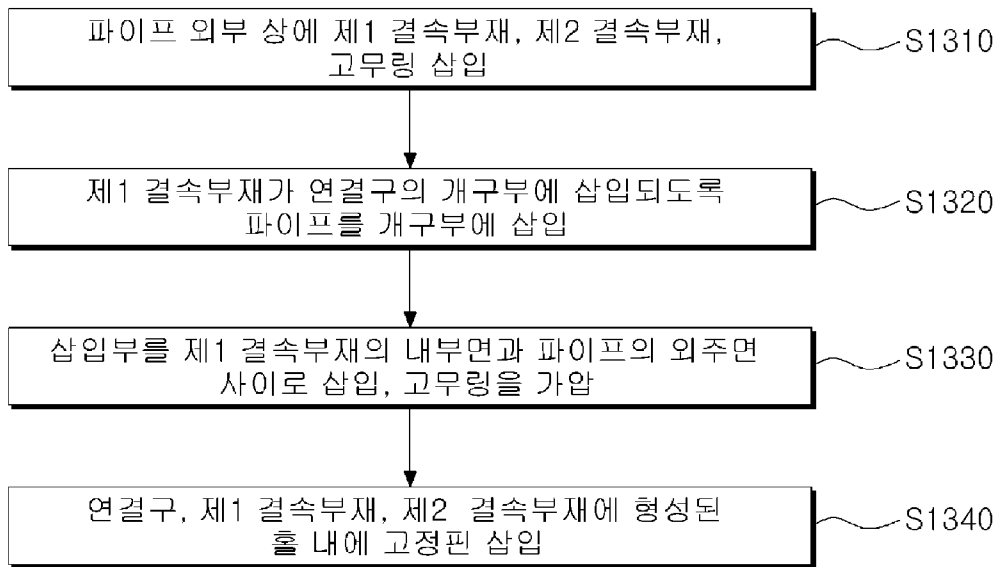 파이프 외부 상에 제1 결속부재, 제2 결속부재,
고무링 삽입
S1310
제1 결속부재가 연결구의 개구부에 삽입되도록
파이프를 개구부에 삽입
S1320
삽입부를 제1 결속부재의 내부면과 파이프의 외주면
사이로 삽입, 고무링을 가압
S1330
연결구, 제1 결속부재, 제2 결속부재에 형성된
홀 내에 고정핀 삽입
S1340